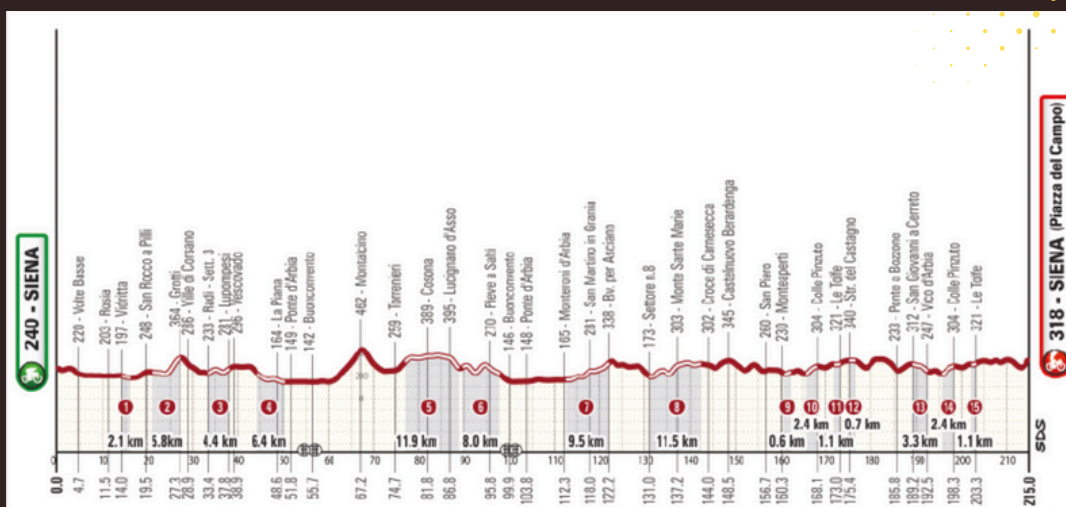 240 - SIENA
220 - Volte Basse
203 - Rosia
197 - Vidritta
248 - San Rocco a Pilli
364 - Grotti
286 - Ville di Corsano
233 - Radi - Sett. 3
281 - Lupompesi
296 - Vescovado
164 - La Piana
149 - Ponte d'Arbia
142 - Buonconvento
462 - Montalcino
269 - Torrenieri
389 - Cosona
395 - Lucignano d'Asso
270 - Pieve a Salti
146 - Buonconvento
148 - Ponte d'Arbia
165 - Monteroni d'Arbia
281 - San Martino in Grania
338 - Bv. per Asciano
173 - Settore n.8
303 - Monte Sante Marie
302 - Croce di Camesecca
345 - Castelnuovo Berardenga
260 - San Piero
230 - Monteaperti
304 - Colle Pinzuto
321 - Le Tolfe
340 - Str. del Castagno
233 - Ponte a Bozzone
312 - San Giovanni a Cerreto
247 - Vico d'Arbia
304 - Colle Pinzuto
321 - Le Tolfe
318 - SIENA (Piazza del Campo)
1 2 3 4 5 6 7 8 9 10 11 12 13 14 15
2.4 km 0.7 km 2.4 km
2.1 km 5.8km 4.4 km 6.4 km 11.9 km 8.0 km 9.5 km 11.5 km 0.6 km 1.1 km 3.3 km 1.1 km
0 10 20 30 40 50 60 70 80 90 100 110 120 130 140 150 160 170 180 190 200 210
SDS
0.0 4.7 11.5 14.0 19.5 27.3 28.9 33.4 37.8 38.9 48.6 51.8 55.7 67.2 74.7 81.8 86.8 95.8 99.9 103.8 112.3 118.0 122.2 131.0 137.2 144.0 148.5 156.7 160.3 168.1 173.0 175.4 185.8 189.2 192.5 198.3 203.3 215.0